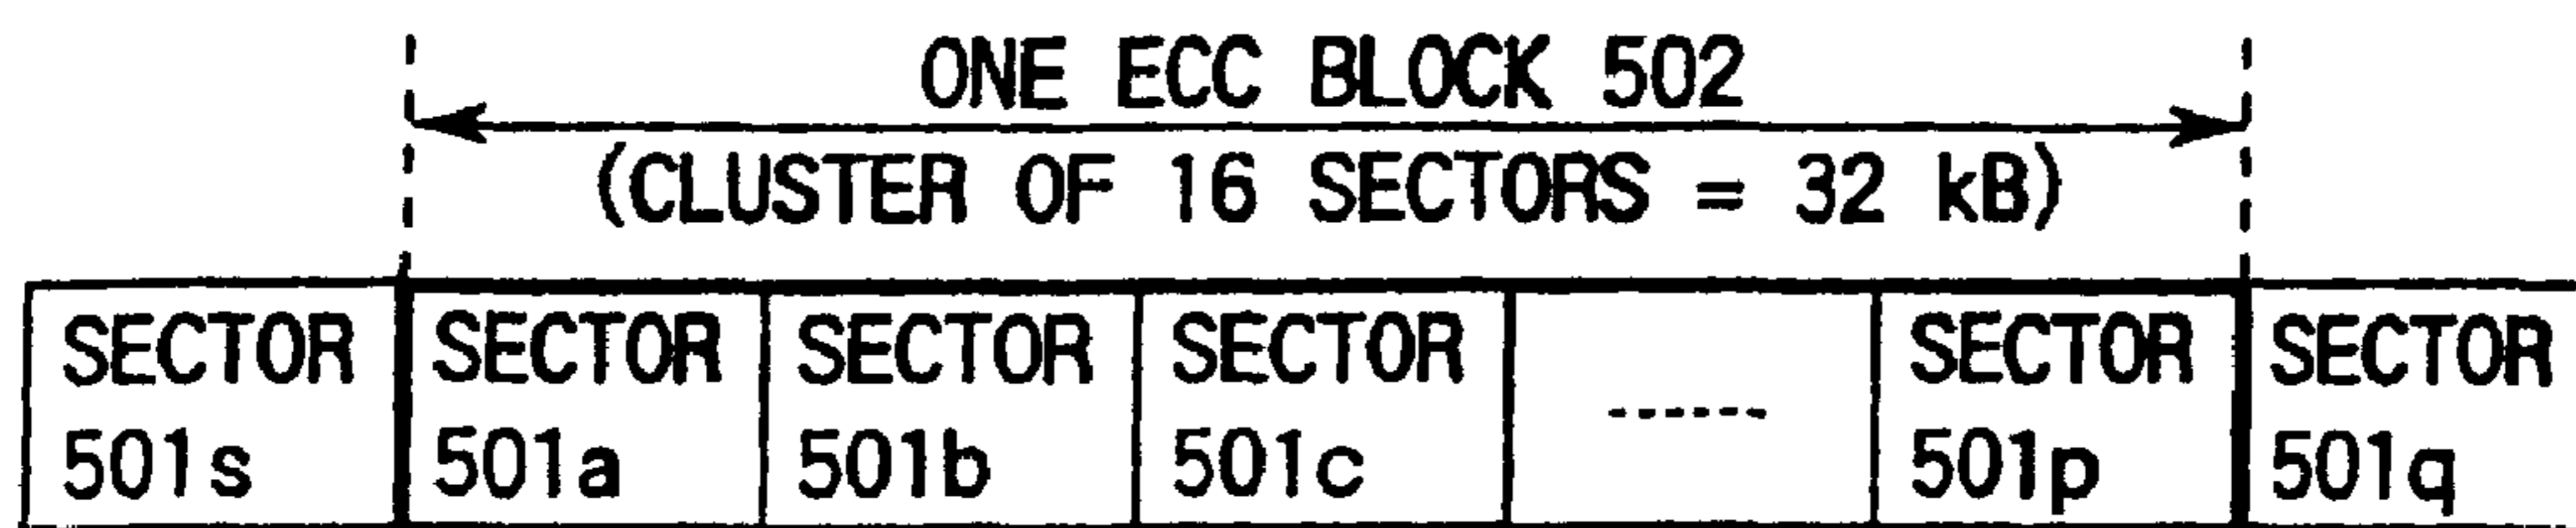 ONE ECC BLOCK 502
(CLUSTER OF 16 SECTORS = 32 kB)
SECTOR SECTOR SECTOR SECTOR SECTOR SECTOR
501s 501a 501b 501c 501p 501q